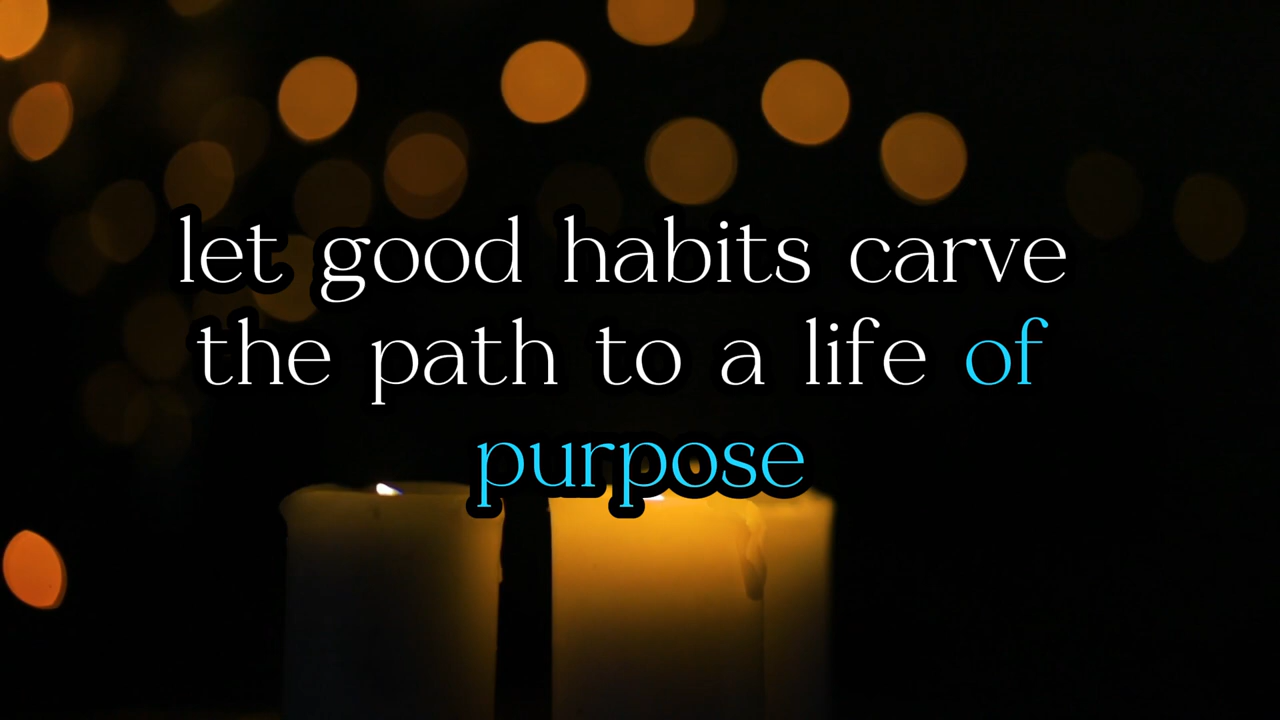 let good habits carve
the path to a life of
purpose